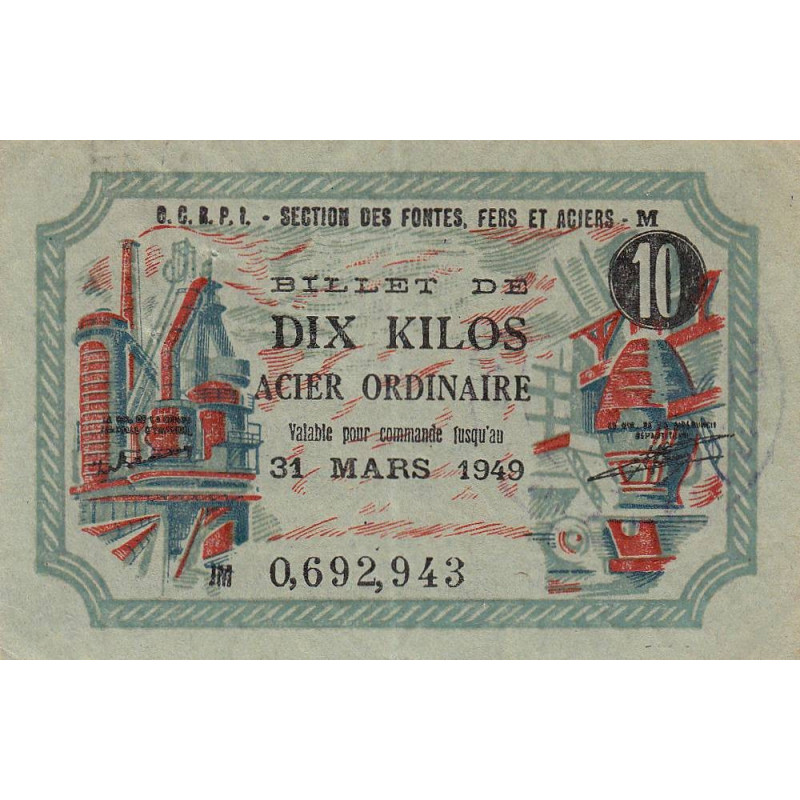 O. C. R. P. I. - SECTION DES FONTES, FERS ET ACIERS - M
10
BILLET DE
DIX KILOS
ACIER ORDINAIRE
Valable pour commande jusqu'au
31 MARS 1949
IM 0,692,943